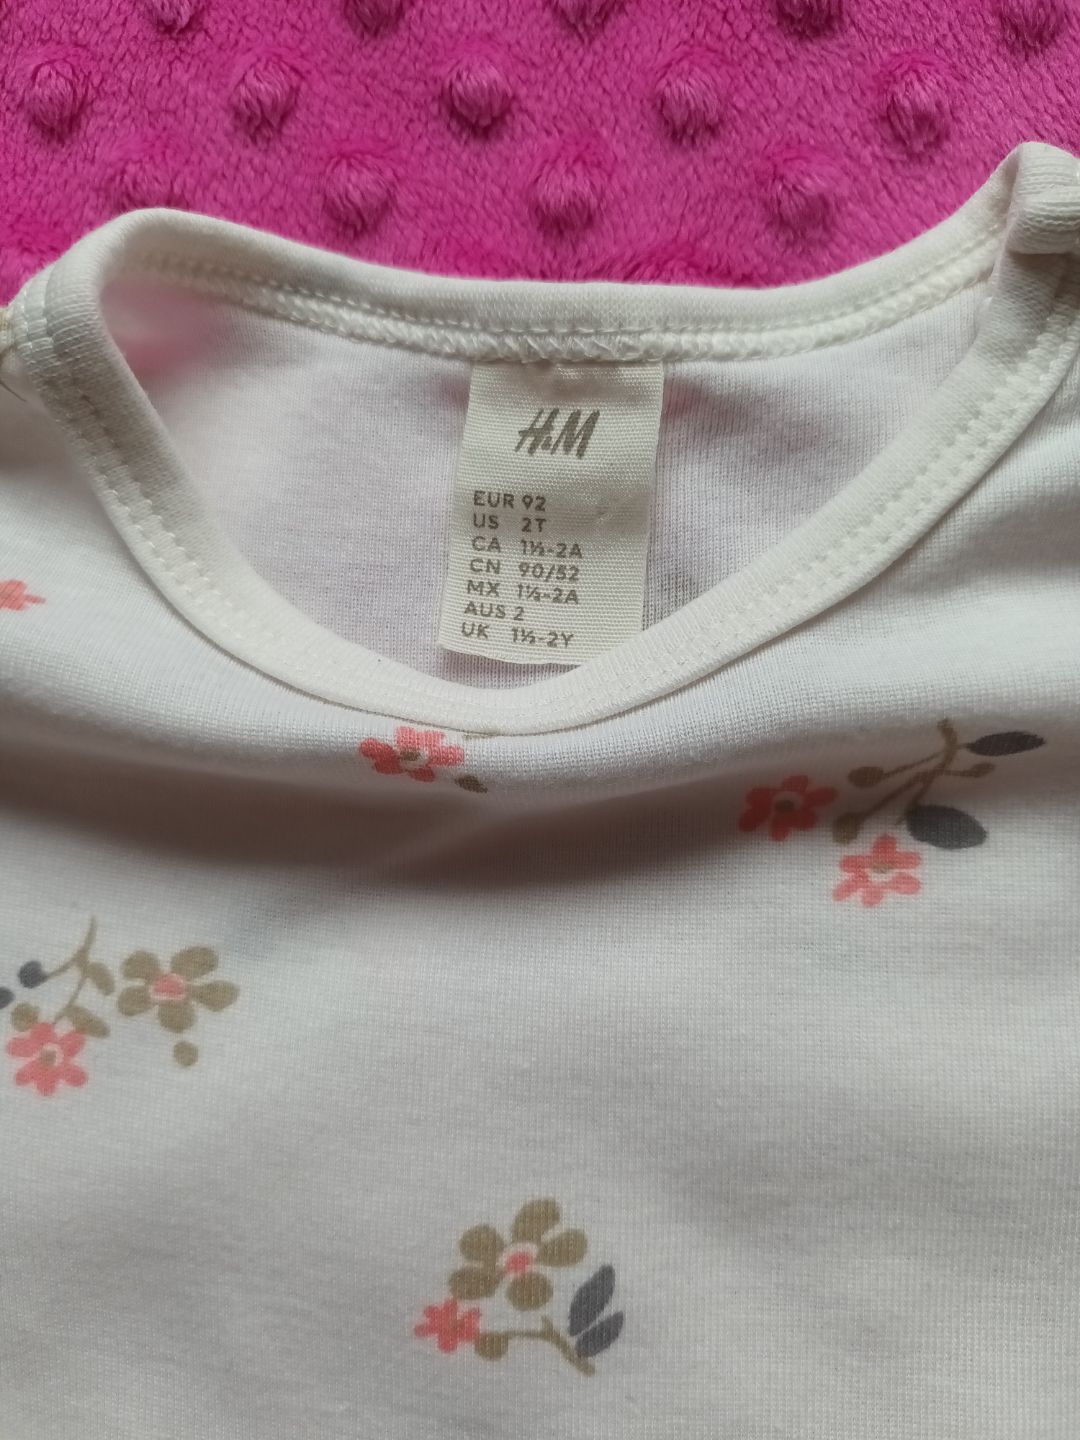 H&M
EUR 92
US 2T
CA 1½-2A
CN 90/52
MX 1½-2A
AUS 2
UK 1½-2Y